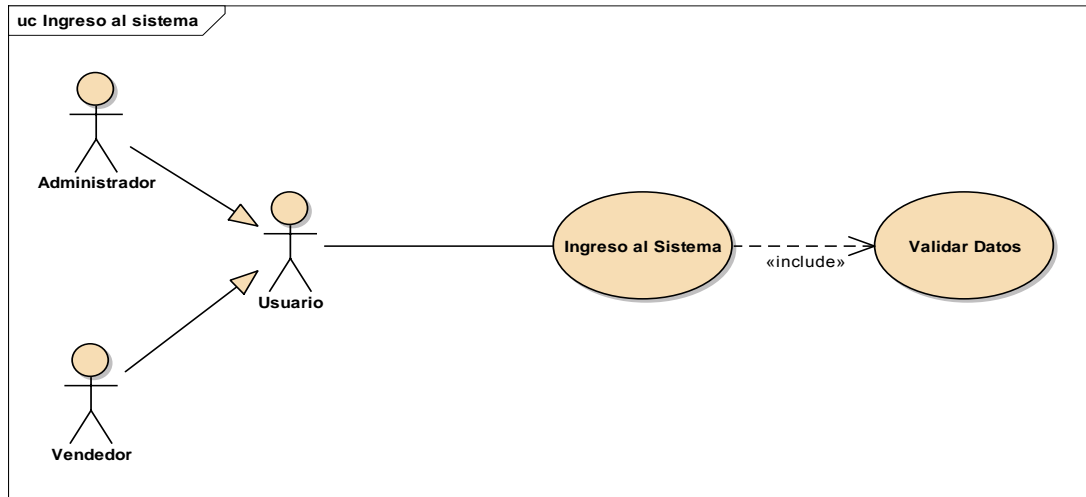 uc Ingreso al sistema
Administrador
Usuario
Vendedor
Ingreso al Sistema
«include»
Validar Datos